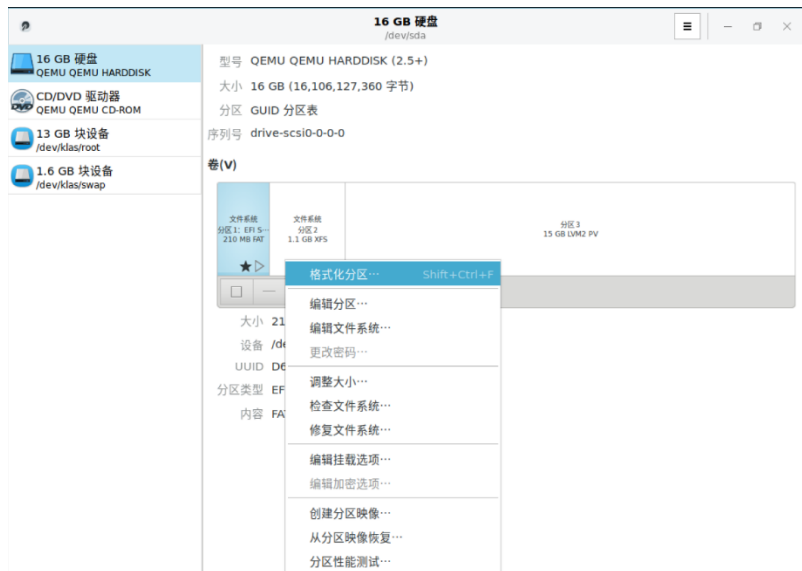 16 GB 硬盘
/dev/sda
16 GB 硬盘
QEMU QEMU HARDDISK
CD/DVD 驱动器
QEMU QEMU CD-ROM
13 GB 块设备
/dev/klas/root
1.6 GB 块设备
/dev/klas/swap
型号 QEMU QEMU HARDDISK (2.5+)
大小 16 GB (16,106,127,360 字节)
分区 GUID 分区表
序列号 drive-scsi0-0-0-0
卷(V)
文件系统
分区 1: EFI S…
210 MB FAT
文件系统
分区 2
1.1 GB XFS
分区 3
15 GB LVM2 PV
大小 21
设备 /de
UUID D6
分区类型 EF
内容 FA
格式化分区… Shift+Ctrl+F
编辑分区…
编辑文件系统…
更改密码…
调整大小…
检查文件系统…
修复文件系统…
编辑挂载选项…
编辑加密选项…
创建分区映像…
从分区映像恢复…
分区性能测试…